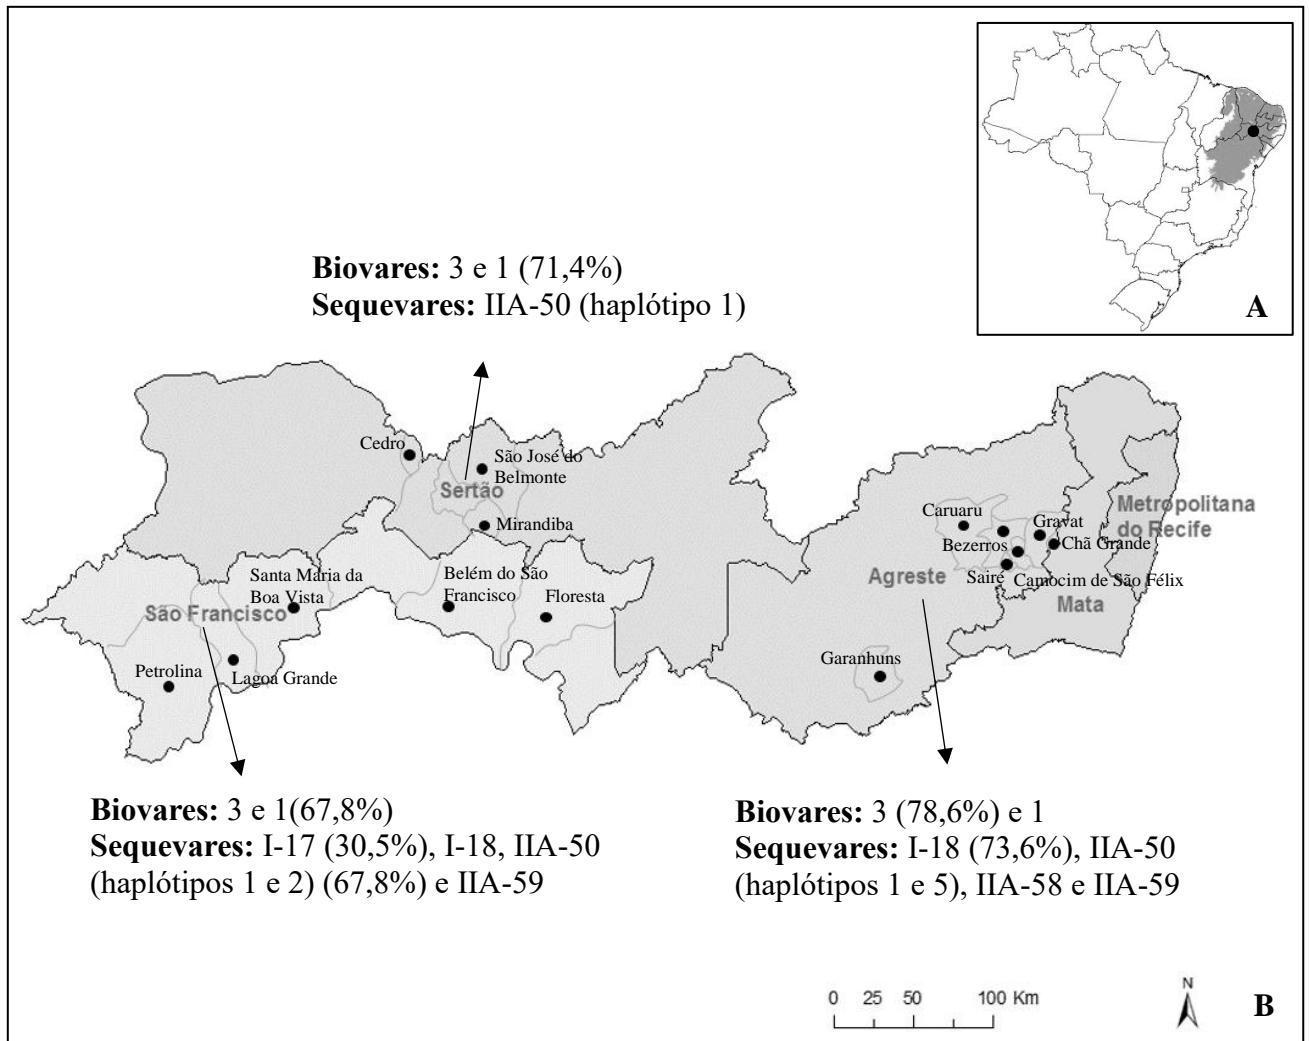 A
Biovares: 3 e 1 (71,4%)
Sequevares: IIA-50 (haplótipo 1)
Cedro
São José do
Belmonte
Sertão
Mirandiba
Metropolitana
do Recife
Caruaru
Gravat
Bezerros
Chã Grande
Agreste
Sairé
Camocim de São Félix
Mata
Santa Maria da
Boa Vista
São Francisco
Belém do São
Francisco
Floresta
Petrolina
Lagoa Grande
Garanhuns
Biovares: 3 e 1(67,8%)
Sequevares: I-17 (30,5%), I-18, IIA-50
(haplótipos 1 e 2) (67,8%) e IIA-59
Biovares: 3 (78,6%) e 1
Sequevares: I-18 (73,6%), IIA-50
(haplótipos 1 e 5), IIA-58 e IIA-59
0 25 50 100 Km
N
B